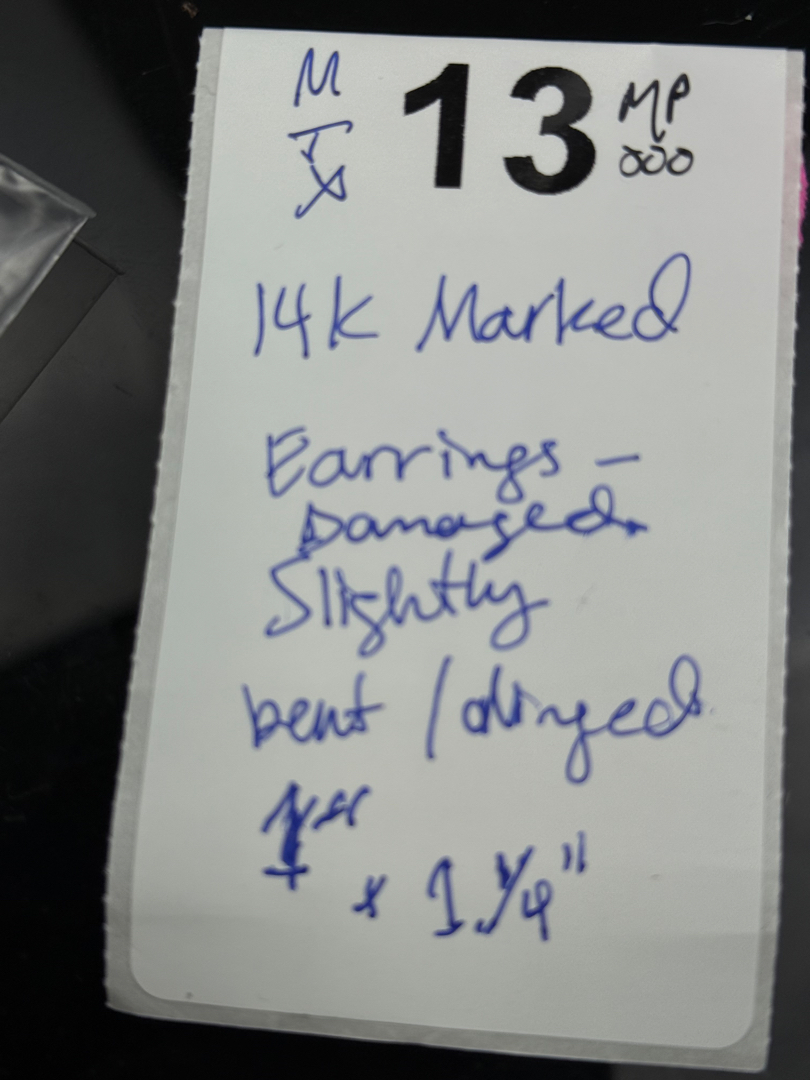 M 13 MP
T 000
X
14k Marked
Earrings -
Damaged.
Slightly
bent / dinged
x 1 1/4"